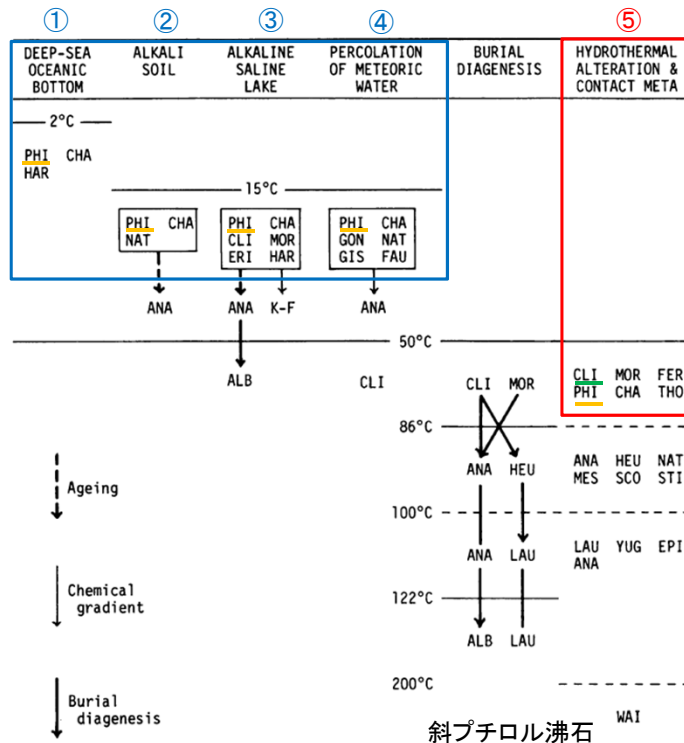 ① ② ③ ④ ⑤
DEEP-SEA OCEANIC BOTTOM
ALKALI SOIL
ALKALINE SALINE LAKE
PERCOLATION OF METEORIC WATER
BURIAL DIAGENESIS
HYDROTHERMAL ALTERATION & CONTACT META
2°C
PHI CHA
HAR
15°C
PHI CHA
NAT
PHI CHA
CLI MOR
ERI HAR
PHI CHA
GON NAT
GIS FAU
ANA
ANA K-F
ANA
50°C
ALB
CLI
CLI MOR
CLI MOR FER
PHI CHA THO
86°C
ANA HEU
ANA HEU NAT
MES SCO STI
Ageing
100°C
ANA LAU
LAU YUG EPI
ANA
Chemical
gradient
122°C
ALB LAU
200°C
Burial
diagenesis
WAI
斜プチロル沸石